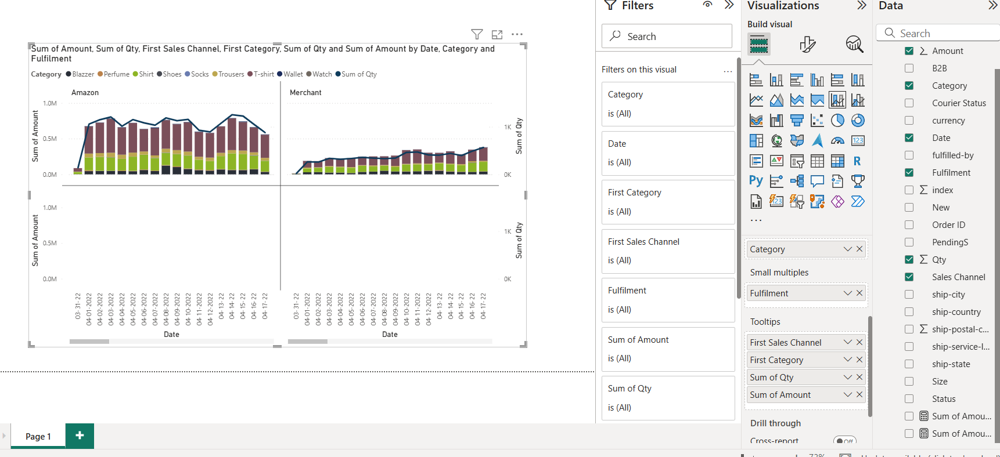 Sum of Amount, Sum of Qty, First Sales Channel, First Category, Sum of Qty and Sum of Amount by Date, Category and
Fulfilment
Category Blazzer Perfume Shirt Shoes Socks Trousers T-shirt Wallet Watch Sum of Qty
Amazon
Merchant
Sum of Amount
1.0M
0.5M
0.0M
Sum of Qty
1K
0K
Sum of Amount
1.0M
0.5M
0.0M
Sum of Qty
1K
0K
03-31- 22
04-01-2022
04-02-2022
04-03-2022
04-04-2022
04-05-2022
04-06-2022
04-07-2022
04-08-2022
04-09-2022
04-10-2022
04-11-2022
04-12-2022
04-13- 22
04-14- 22
04-15- 22
04-16- 22
04-17- 22
Date
03-31- 22
04-01-2022
04-02-2022
04-03-2022
04-04-2022
04-05-2022
04-06-2022
04-07-2022
04-08-2022
04-09-2022
04-10-2022
04-11-2022
04-12-2022
04-13- 22
04-14- 22
04-15- 22
04-16- 22
04-17- 22
Date
Page 1
+
Filters
Search
Filters on this visual
...
Category
is (All)
Date
is (All)
First Category
is (All)
First Sales Channel
is (All)
Fulfilment
is (All)
Sum of Amount
is (All)
Sum of Qty
is (All)
Visualizations
Build visual
123
R
Py
123
...
Category
Small multiples
Fulfilment
Tooltips
First Sales Channel
First Category
Sum of Qty
Sum of Amount
Drill through
Cross-report
Off
Data
Search
Amount
B2B
Category
Courier Status
currency
Date
fulfilled-by
Fulfilment
index
New
Order ID
PendingS
Qty
Sales Channel
ship-city
ship-country
ship-postal-c...
ship-service-l...
ship-state
Size
Status
Sum of Amou...
Sum of Amou...